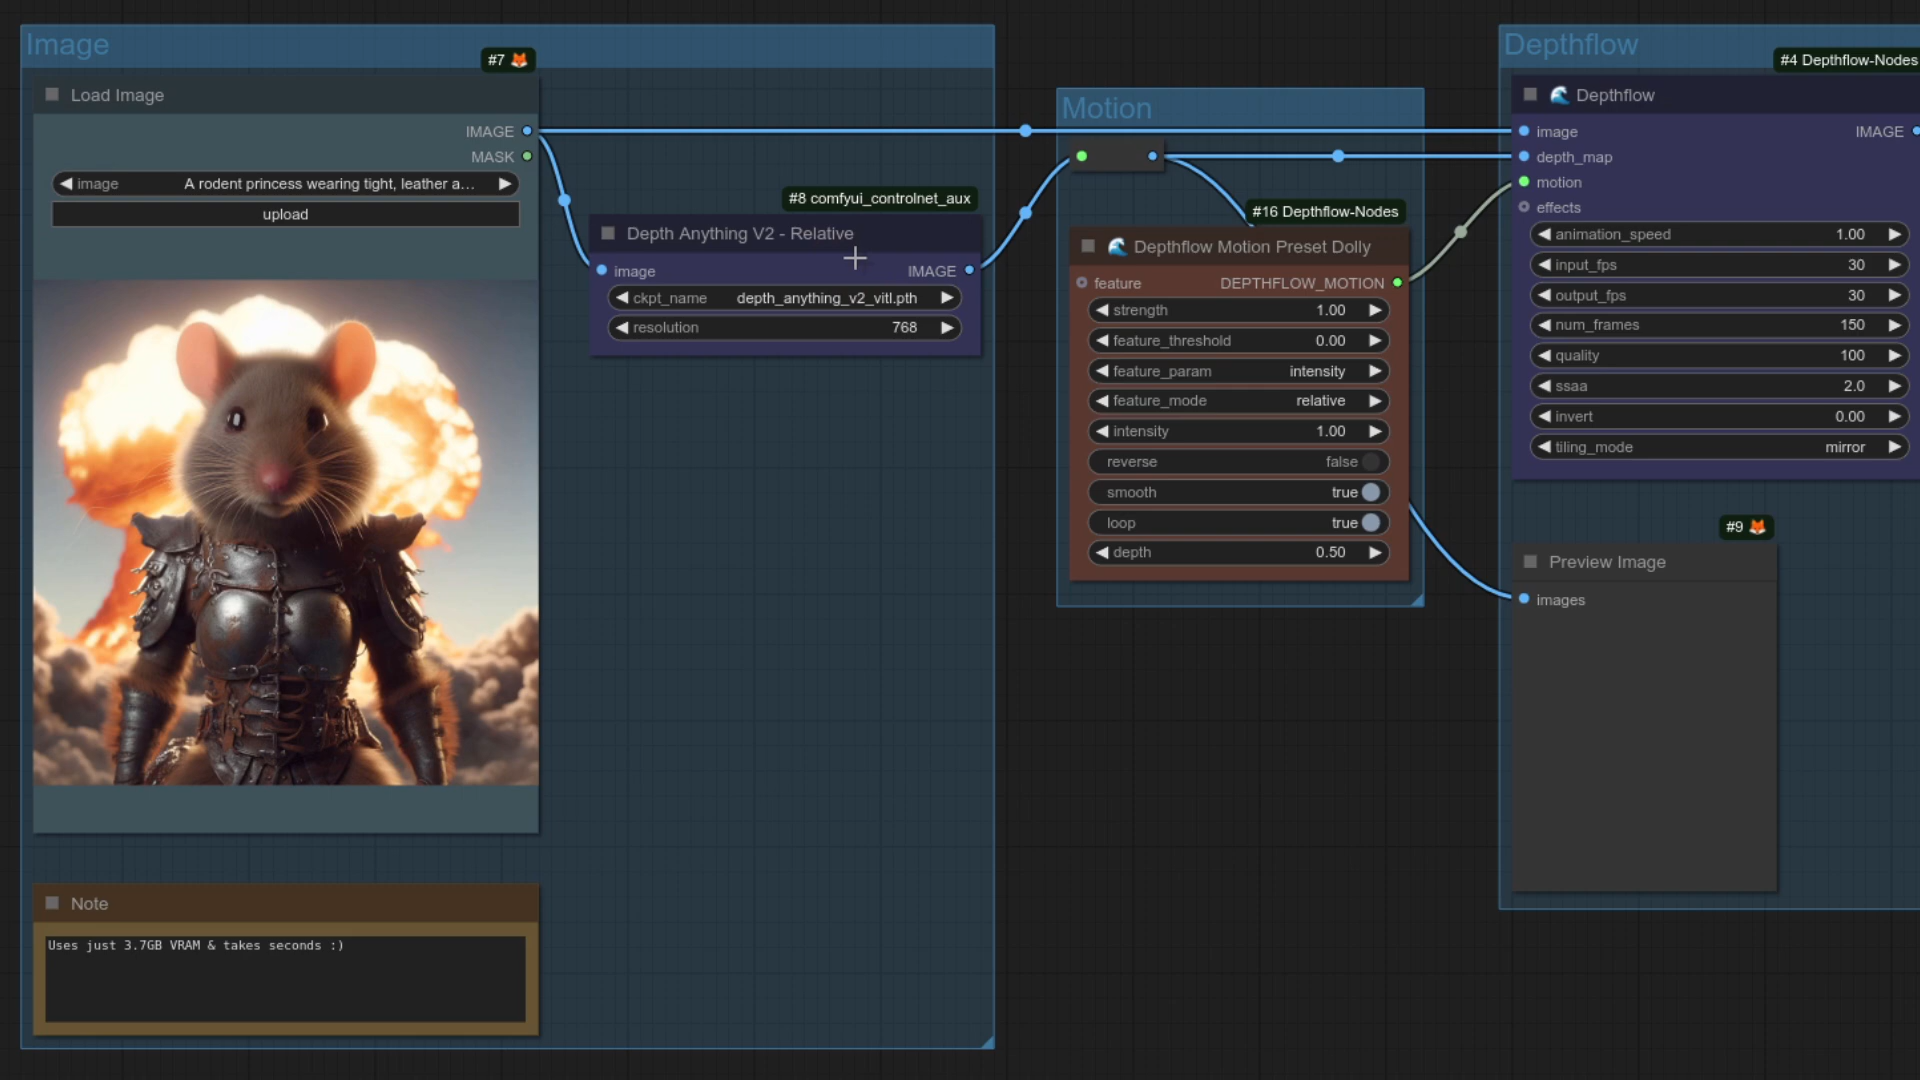 Image
#7 🦊
Load Image
IMAGE
MASK
image A rodent princess wearing tight, leather a...
upload
#8 comfyui_controlnet_aux
Depth Anything V2 - Relative
image IMAGE
ckpt_name depth_anything_v2_vitl.pth
resolution 768
Note
Uses just 3.7GB VRAM & takes seconds :)
Motion
#16 Depthflow-Nodes
🌊 Depthflow Motion Preset Dolly
feature DEPTHFLOW_MOTION
strength 1.00
feature_threshold 0.00
feature_param intensity
feature_mode relative
intensity 1.00
reverse false
smooth true
loop true
depth 0.50
Depthflow
#4 Depthflow-Nodes
🌊 Depthflow
image IMAGE
depth_map
motion
effects
animation_speed 1.00
input_fps 30
output_fps 30
num_frames 150
quality 100
ssaa 2.0
invert 0.00
tiling_mode mirror
#9 🦊
Preview Image
images